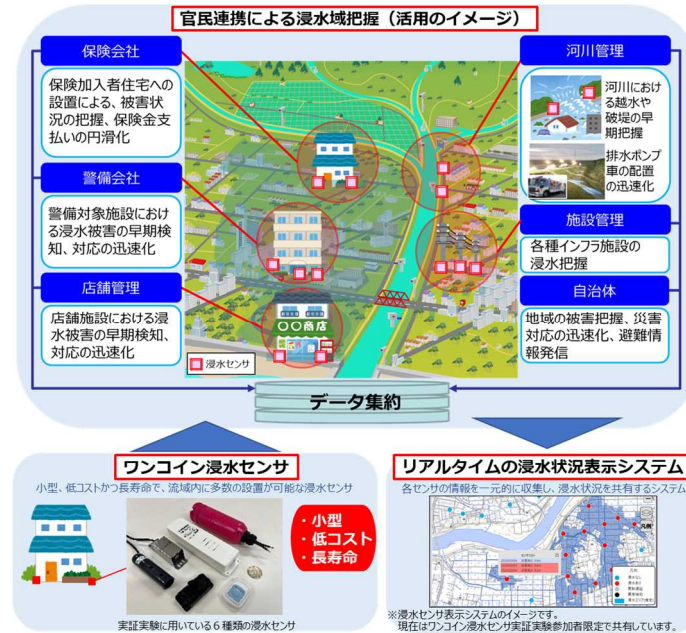 官民連携による浸水域把握（活用のイメージ）
保険会社
保険加入者住宅への
設置による、被害状
況の把握、保険金支
払いの円滑化
警備会社
警備対象施設における
浸水被害の早期検
知、対応の迅速化
店舗管理
店舗施設における浸
水被害の早期検知、
対応の迅速化
〇〇商店
浸水センサ
河川管理
河川における
越水や
破堤の早
期把握
排水ポンプ
車の配置
の迅速化
施設管理
各種インフラ施設の
浸水把握
自治体
地域の被害把握、災害
対応の迅速化、避難情
報発信
データ集約
ワンコイン浸水センサ
小型、低コストかつ長寿命で、流域内に多数の設置が可能な浸水センサ
・小型
・低コスト
・長寿命
実証実験に用いている６種類の浸水センサ
リアルタイムの浸水状況表示システム
各センサの情報を一元的に収集し、浸水状況を共有するシステム
凡例
※浸水センサ表示システムのイメージです。
現在はワンコイン浸水センサ実証実験参加者限定で共有しています。